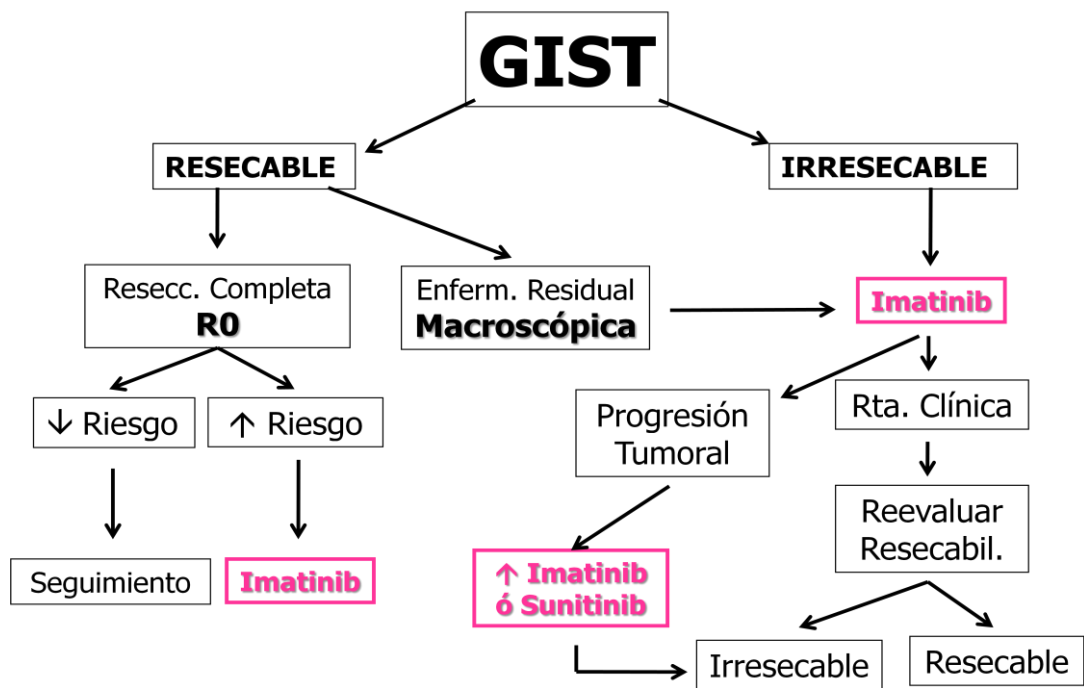 GIST
RESECABLE
IRRESECABLE
Resecc. Completa
R0
Enferm. Residual
Macroscópica
Imatinib
↓ Riesgo
↑ Riesgo
Progresión
Tumoral
Rta. Clínica
Reevaluar
Resecabil.
Seguimiento
Imatinib
↑ Imatinib
ó Sunitinib
Irresecable
Resecable